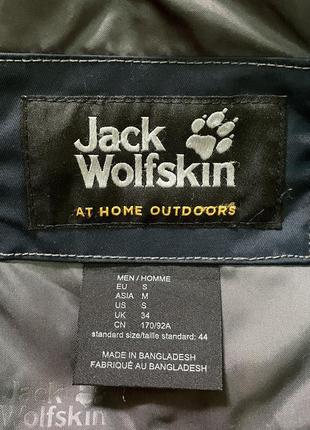 Jack
Wolfskin
AT HOME OUTDOORS
MEN / HOMME
EU S
ASIA M
US S
UK 34
CN 170/92A
standard size/taille standard: 44
MADE IN BANGLADESH
FABRIQUÉ AU BANGLADESH
Jack
Wolfskin